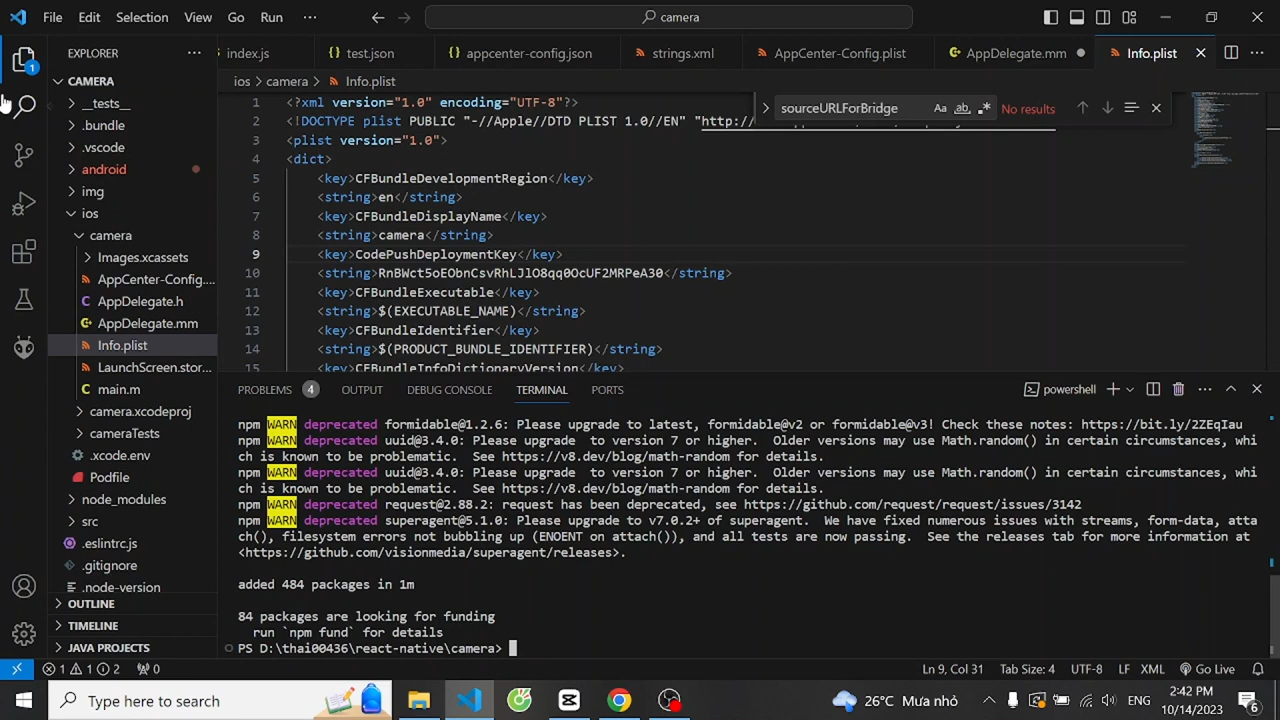 File Edit Selection View Go Run ··· camera
EXPLORER ···
index.js test.json appcenter-config.json strings.xml AppCenter-Config.plist AppDelegate.mm Info.plist
CAMERA
ios > camera > Info.plist
sourceURLForBridge Aa ab No results
__tests__
.bundle
.vscode
android
img
ios
camera
Images.xcassets
AppCenter-Config....
AppDelegate.h
AppDelegate.mm
Info.plist
LaunchScreen.stor...
main.m
camera.xcodeproj
cameraTests
.xcode.env
Podfile
node_modules
src
.eslintrc.js
.gitignore
.node-version
OUTLINE
TIMELINE
JAVA PROJECTS
1 <?xml version="1.0" encoding="UTF-8"?>
2 <!DOCTYPE plist PUBLIC "-//Apple//DTD PLIST 1.0//EN" "http://
3 <plist version="1.0">
4 <dict>
5 <key>CFBundleDevelopmentRegion</key>
6 <string>en</string>
7 <key>CFBundleDisplayName</key>
8 <string>camera</string>
9 <key>CodePushDeploymentKey</key>
10 <string>RnBWct5oEObnCsvRhLJlO8qq0OcUF2MRPeA30</string>
11 <key>CFBundleExecutable</key>
12 <string>$(EXECUTABLE_NAME)</string>
13 <key>CFBundleIdentifier</key>
14 <string>$(PRODUCT_BUNDLE_IDENTIFIER)</string>
15 <key>CFBundleInfoDictionaryVersion</key>
PROBLEMS 4 OUTPUT DEBUG CONSOLE TERMINAL PORTS powershell
npm WARN deprecated formidable@1.2.6: Please upgrade to latest, formidable@v2 or formidable@v3! Check these notes: https://bit.ly/2ZEqIau
npm WARN deprecated uuid@3.4.0: Please upgrade  to version 7 or higher.  Older versions may use Math.random() in certain circumstances, whi
ch is known to be problematic.  See https://v8.dev/blog/math-random for details.
npm WARN deprecated uuid@3.4.0: Please upgrade  to version 7 or higher.  Older versions may use Math.random() in certain circumstances, whi
ch is known to be problematic.  See https://v8.dev/blog/math-random for details.
npm WARN deprecated request@2.88.2: request has been deprecated, see https://github.com/request/request/issues/3142
npm WARN deprecated superagent@5.1.0: Please upgrade to v7.0.2+ of superagent.  We have fixed numerous issues with streams, form-data, atta
ch(), filesystem errors not bubbling up (ENOENT on attach()), and all tests are now passing.  See the releases tab for more information at
<https://github.com/visionmedia/superagent/releases>.
added 484 packages in 1m
84 packages are looking for funding
run `npm fund` for details
PS D:\thai00436\react-native\camera>
1 1 2 0 Ln 9, Col 31 Tab Size: 4 UTF-8 LF XML Go Live
Type here to search 26°C Mưa nhỏ ENG 2:42 PM
10/14/2023 6